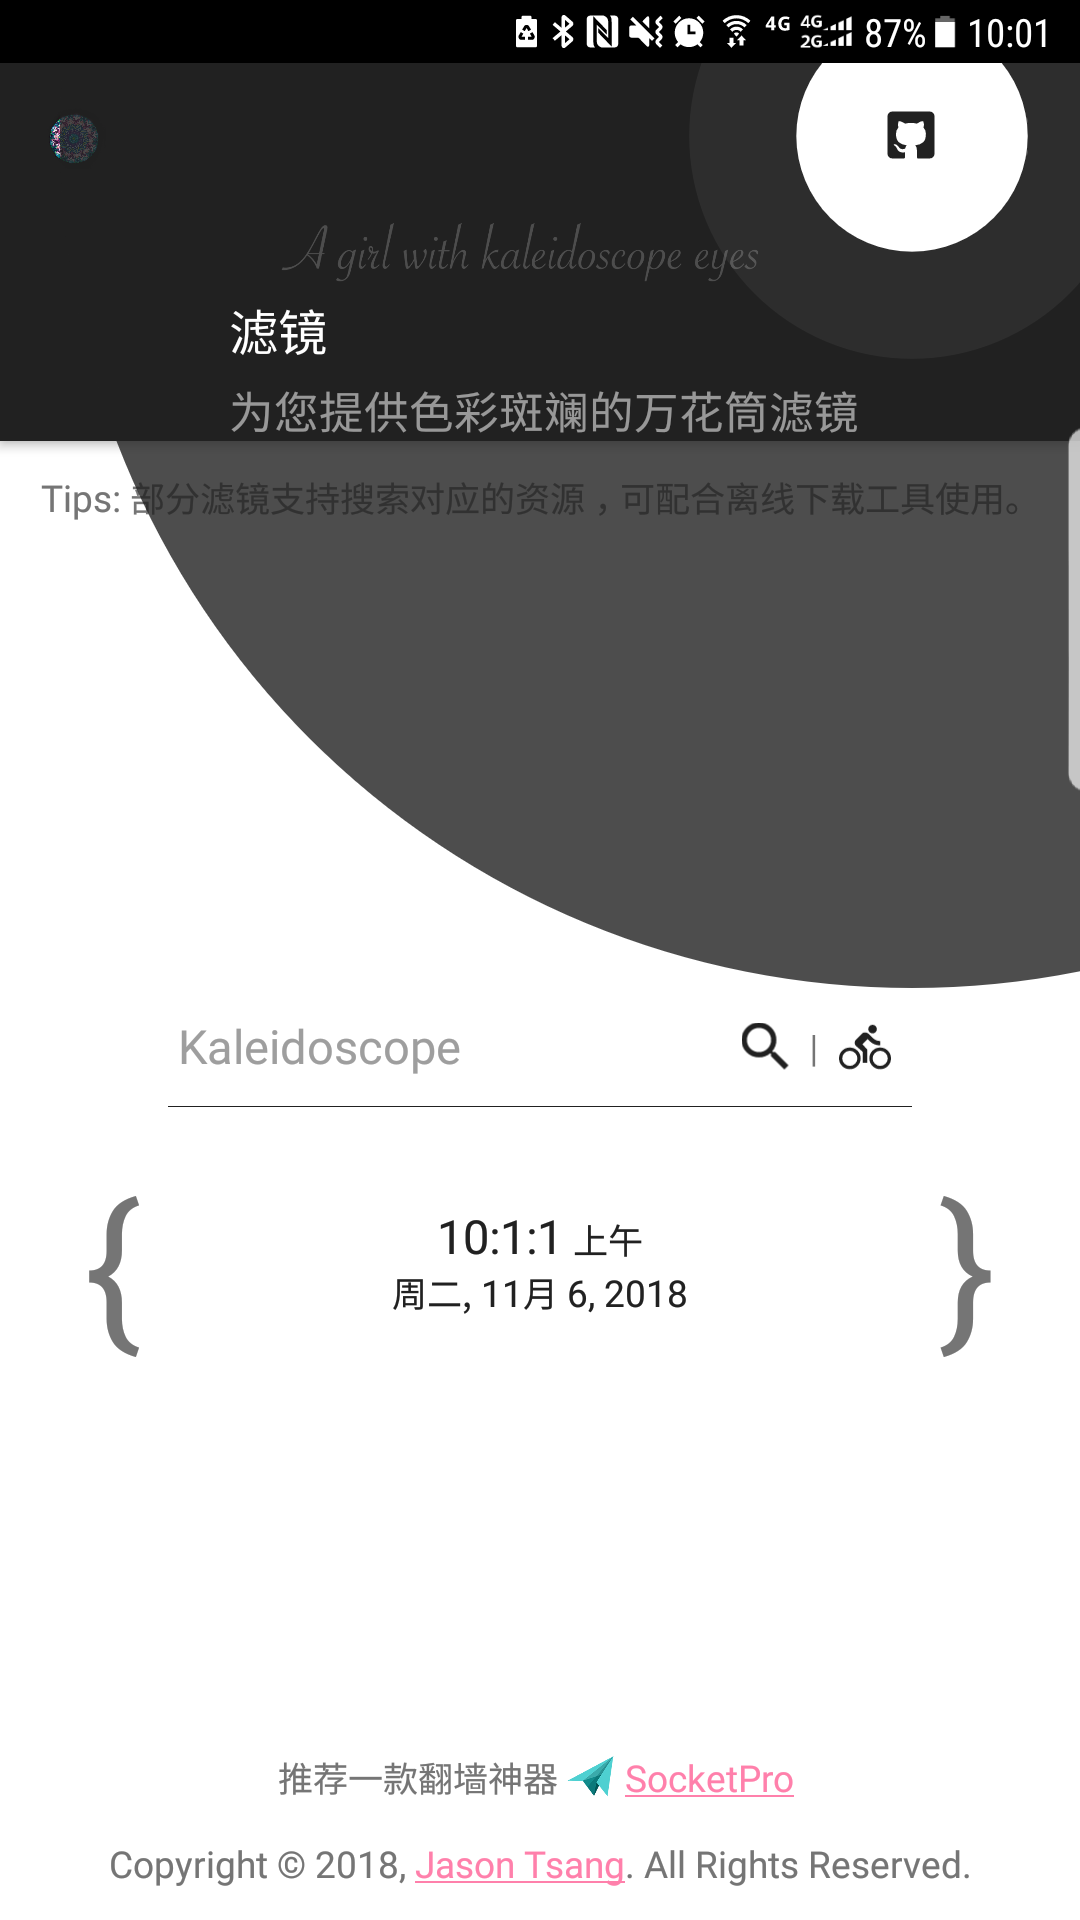 4G 4G 2G 87% 10:01
A girl with kaleidoscope eyes
滤镜
为您提供色彩斑斓的万花筒滤镜
Tips: 部分滤镜支持搜索对应的资源，可配合离线下载工具使用。
Kaleidoscope |
{ 10:1:1 上午 }
周二, 11月 6, 2018
推荐一款翻墙神器 SocketPro
Copyright © 2018, Jason Tsang. All Rights Reserved.